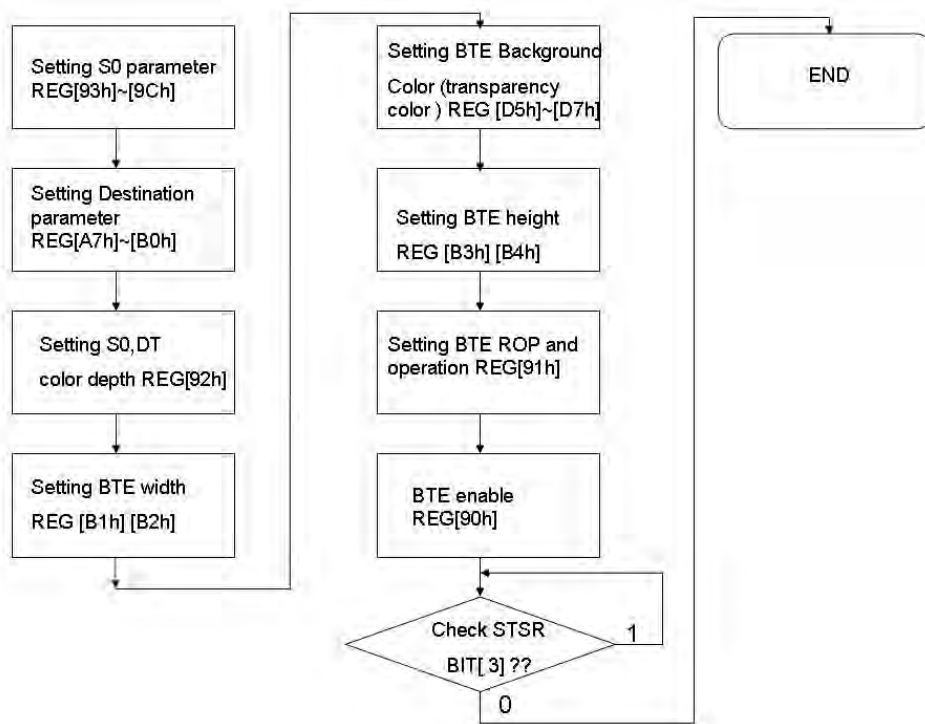 Setting S0 parameter
REG[93h]~[9Ch]
Setting Destination
parameter
REG[A7h]~[B0h]
Setting S0,DT
color depth REG[92h]
Setting BTE width
REG [B1h] [B2h]
Setting BTE Background
Color (transparency
color ) REG [D5h]~[D7h]
Setting BTE height
REG [B3h] [B4h]
Setting BTE ROP and
operation REG[91h]
BTE enable
REG[90h]
Check STSR
BIT[ 3] ??
1
0
END